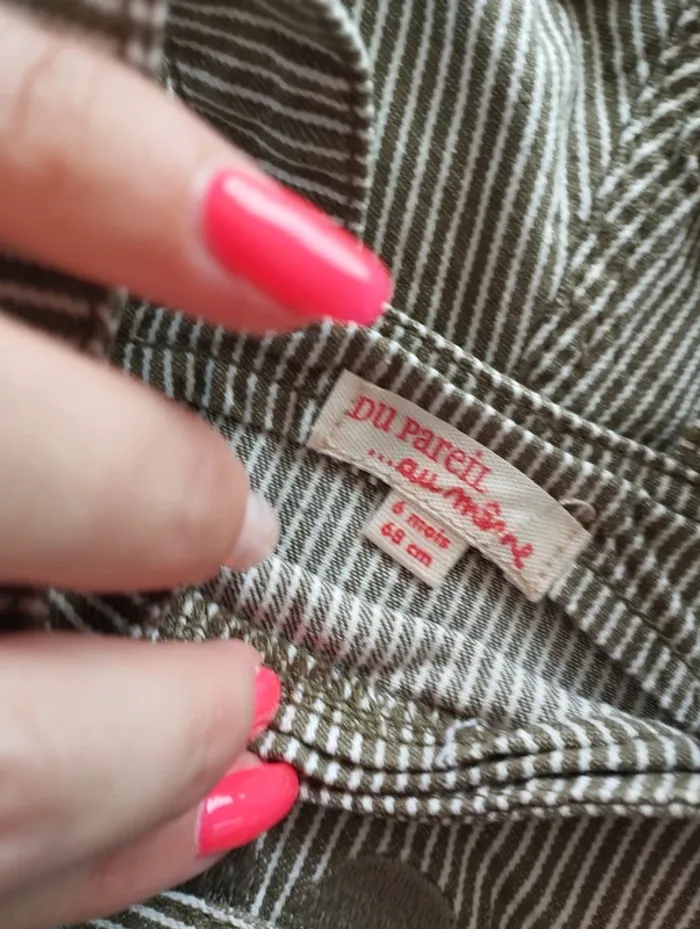 DU PAREIL
...au même
6 mois
68 cm